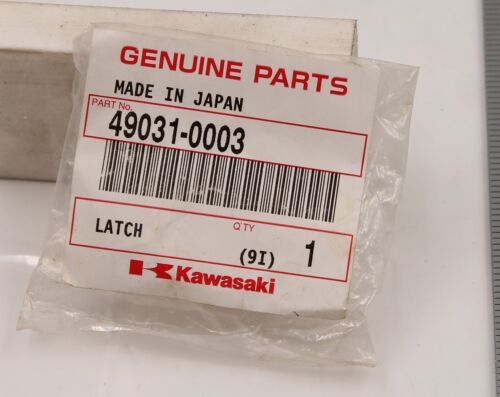 GENUINE PARTS
MADE IN JAPAN
PART No.
49031-0003
LATCH
Q'TY
(9I) 1
Kawasaki